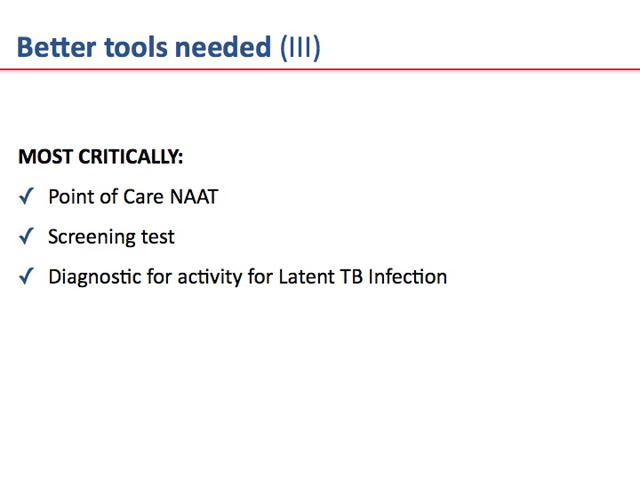 Better tools needed (III)
MOST CRITICALLY:
✓ Point of Care NAAT
✓ Screening test
✓ Diagnostic for activity for Latent TB Infection